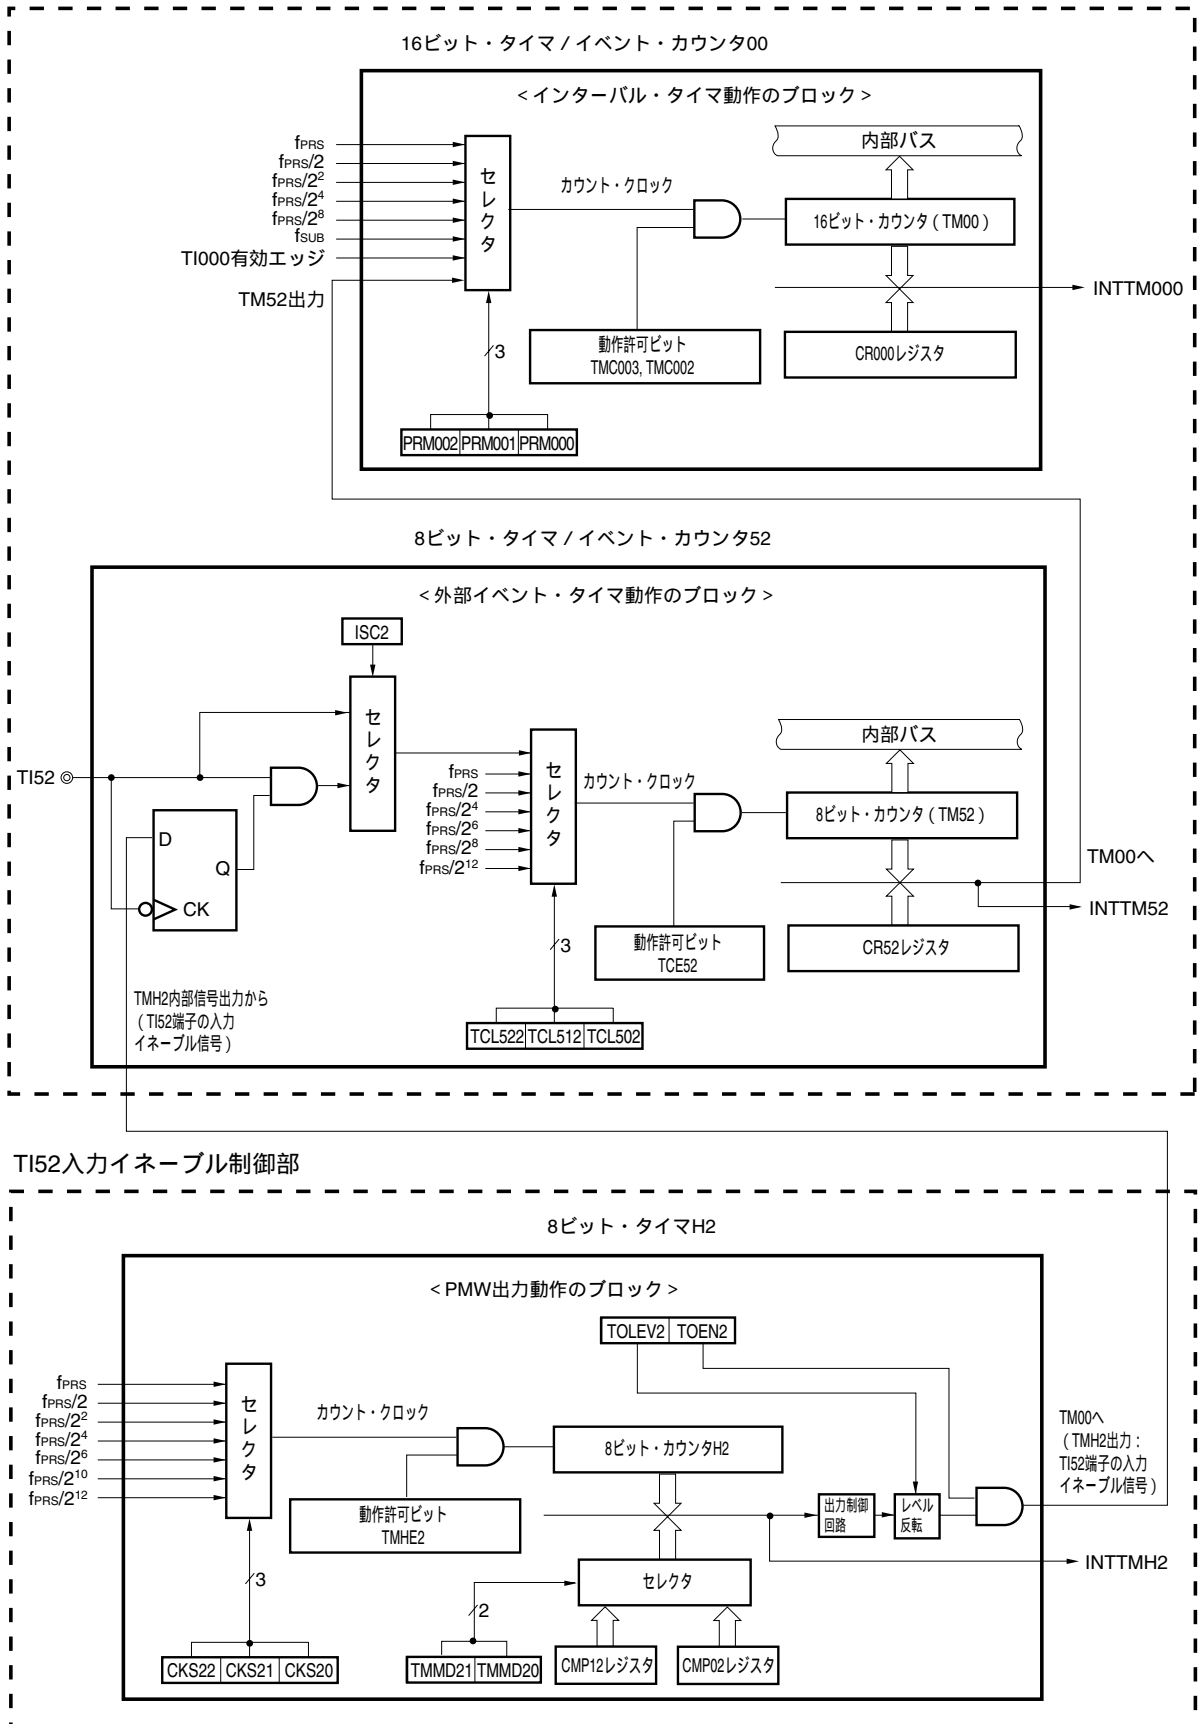 16ビット・タイマ / イベント・カウンタ00
< インターバル・タイマ動作のブロック >
fPRS
fPRS/2
fPRS/2²
fPRS/2⁴
fPRS/2⁸
fSUB
TI000有効エッジ
TM52出力
セレクタ
カウント・クロック
内部バス
16ビット・カウンタ ( TM00 )
INTTM000
動作許可ビット
TMC003, TMC002
CR000レジスタ
3
PRM002 PRM001 PRM000
8ビット・タイマ / イベント・カウンタ52
< 外部イベント・タイマ動作のブロック >
ISC2
セレクタ
TI52
D
Q
CK
fPRS
fPRS/2
fPRS/2⁴
fPRS/2⁶
fPRS/2⁸
fPRS/2¹²
セレクタ
カウント・クロック
内部バス
8ビット・カウンタ ( TM52 )
TM00へ
INTTM52
動作許可ビット
TCE52
CR52レジスタ
3
TCL522 TCL512 TCL502
TMH2内部信号出力から
( TI52端子の入力
イネーブル信号 )
TI52入力イネーブル制御部
8ビット・タイマH2
< PMW出力動作のブロック >
TOLEV2 TOEN2
fPRS
fPRS/2
fPRS/2²
fPRS/2⁴
fPRS/2⁶
fPRS/2¹⁰
fPRS/2¹²
セレクタ
カウント・クロック
8ビット・カウンタH2
動作許可ビット
TMHE2
出力制御
回路
レベル
反転
TM00へ
( TMH2出力 :
TI52端子の入力
イネーブル信号 )
INTTMH2
セレクタ
3
2
CKS22 CKS21 CKS20
TMMD21 TMMD20
CMP12レジスタ
CMP02レジスタ